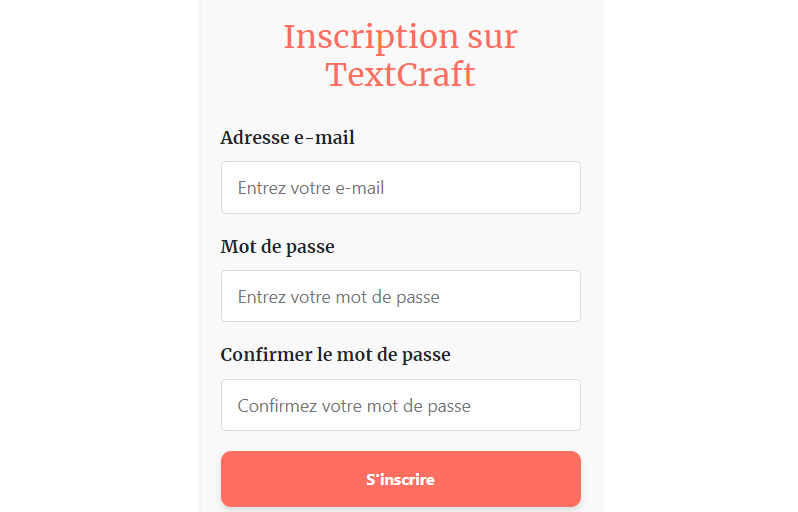 Inscription sur
TextCraft
Adresse e-mail
Entrez votre e-mail
Mot de passe
Entrez votre mot de passe
Confirmer le mot de passe
Confirmez votre mot de passe
S'inscrire